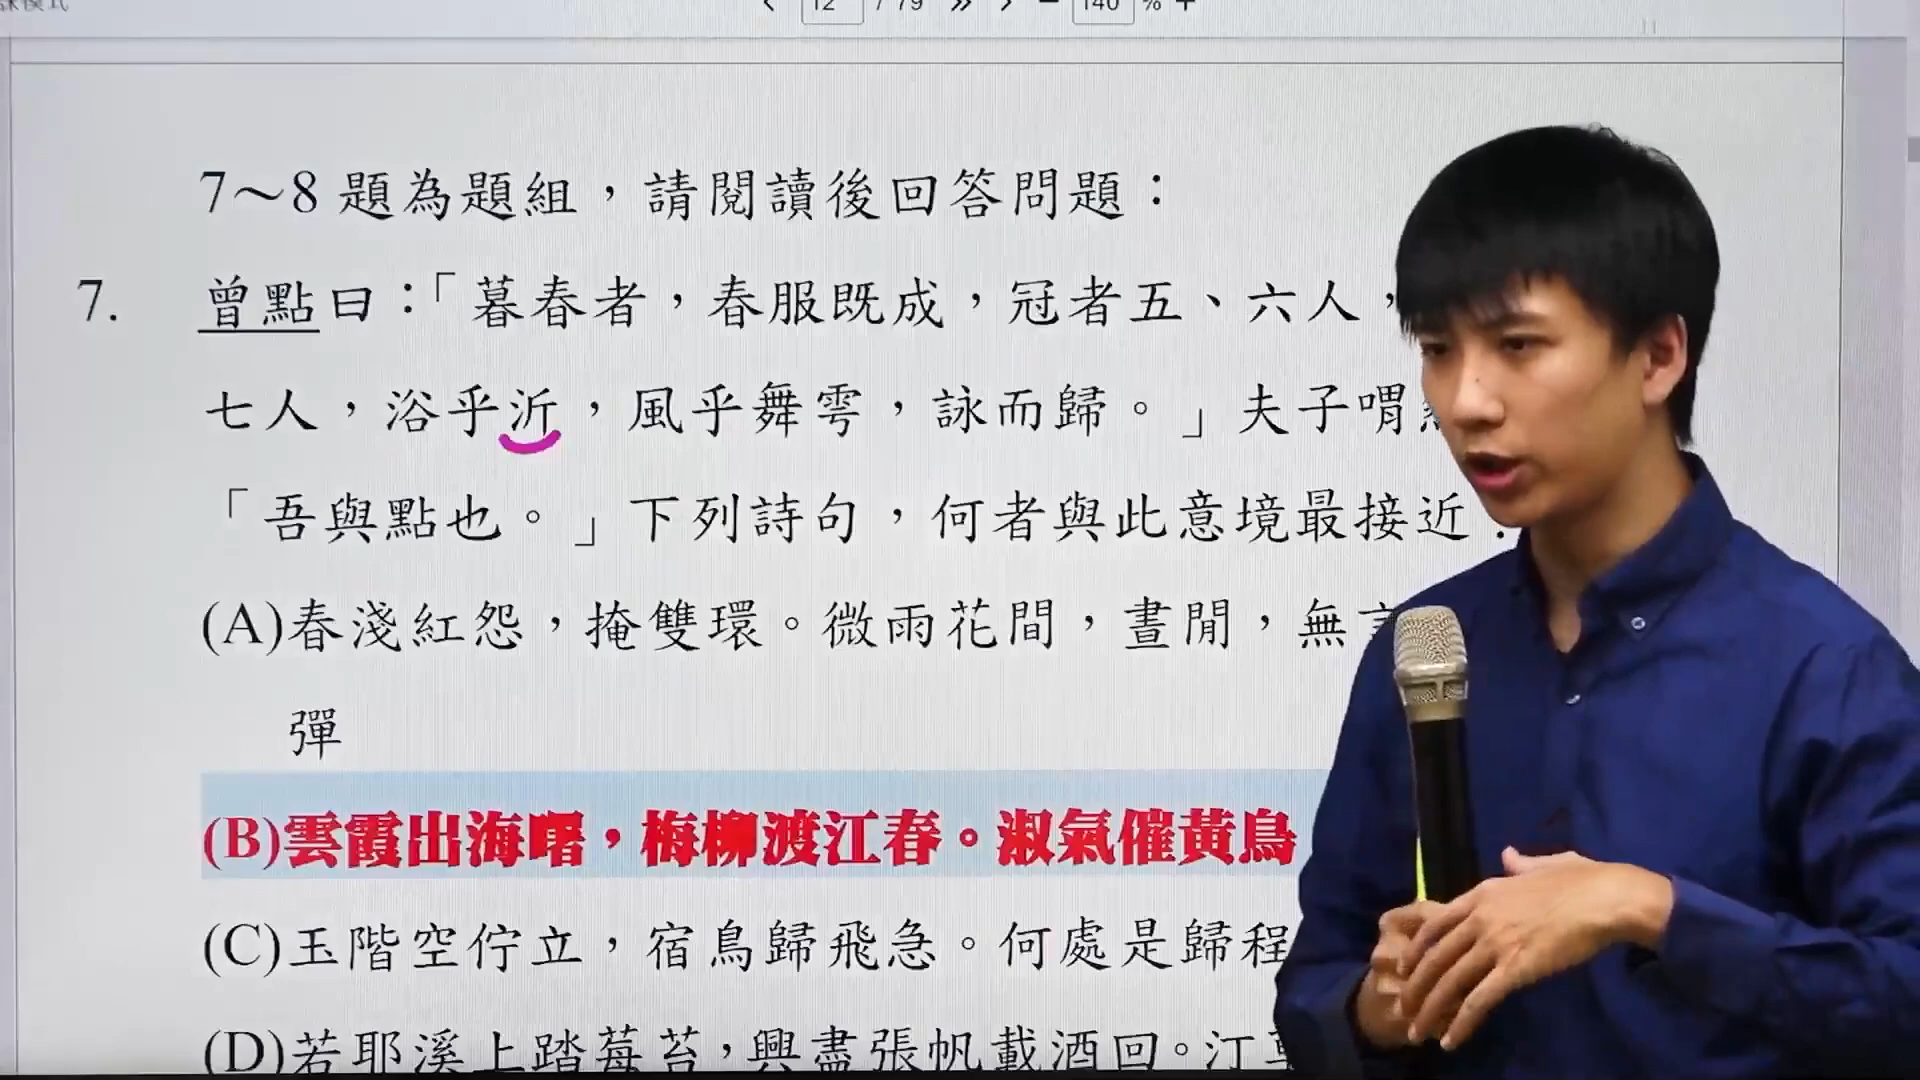 12 / 79 » › − 140 % +
7～8 題為題組，請閱讀後回答問題：
7. 曾點曰：「暮春者，春服既成，冠者五、六人，
七人，浴乎沂，風乎舞雩，詠而歸。」夫子喟
「吾與點也。」下列詩句，何者與此意境最接近
(A)春淺紅怨，掩雙環。微雨花間，晝閒，無
彈
(B)雲霞出海曙，梅柳渡江春。淑氣催黃鳥
(C)玉階空佇立，宿鳥歸飛急。何處是歸程
(D)若耶溪上踏莓苔，興盡張帆載酒回。汀